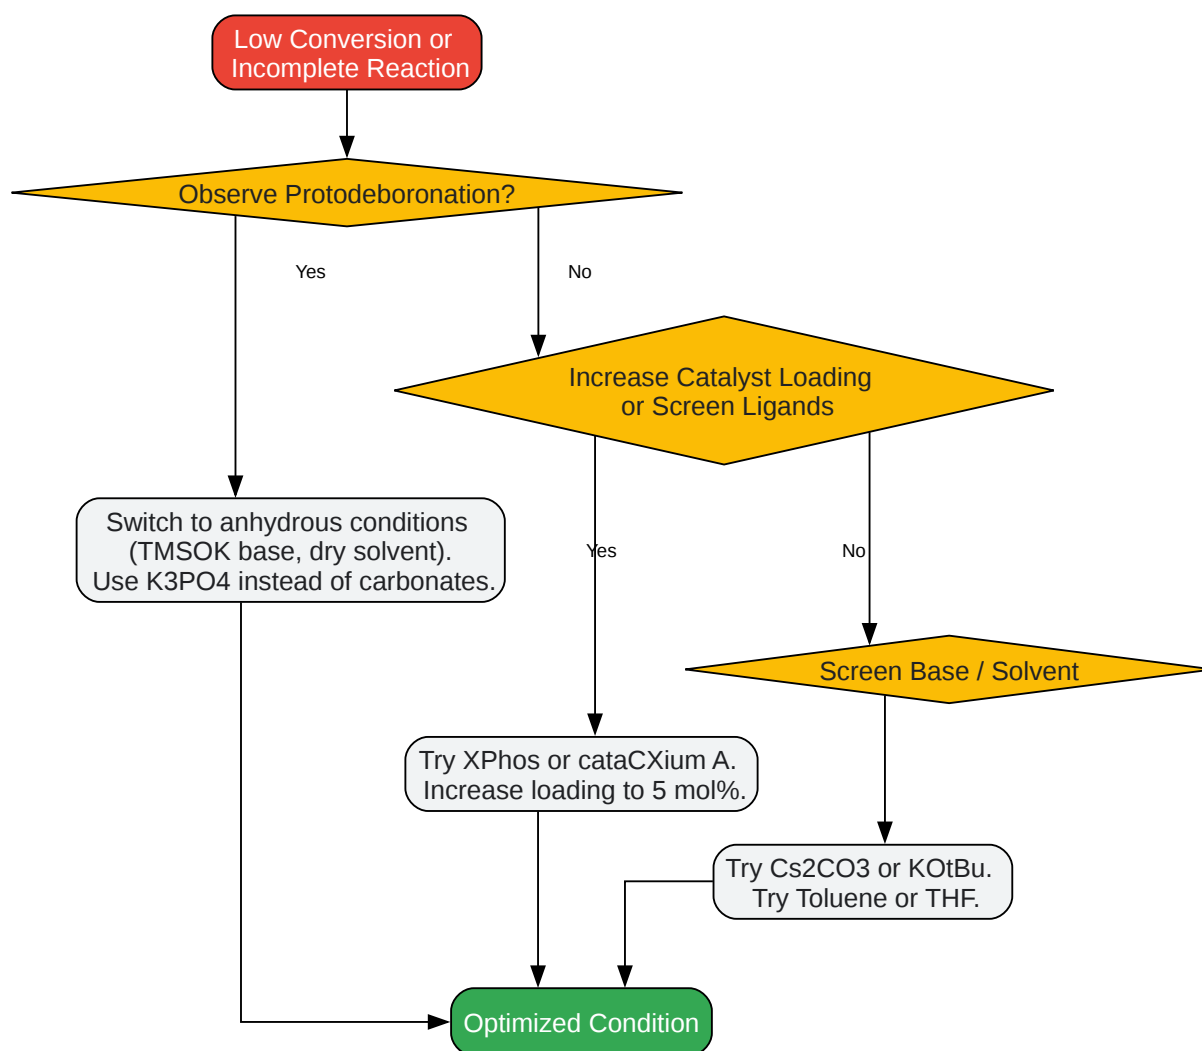 Low Conversion or
Incomplete Reaction
Observe Protodeboronation?
Yes
No
Increase Catalyst Loading
or Screen Ligands
Switch to anhydrous conditions
(TMSOK base, dry solvent).
Use K3PO4 instead of carbonates.
Yes
No
Screen Base / Solvent
Try XPhos or cataCXium A.
Increase loading to 5 mol%.
Try Cs2CO3 or KOtBu.
Try Toluene or THF.
Optimized Condition